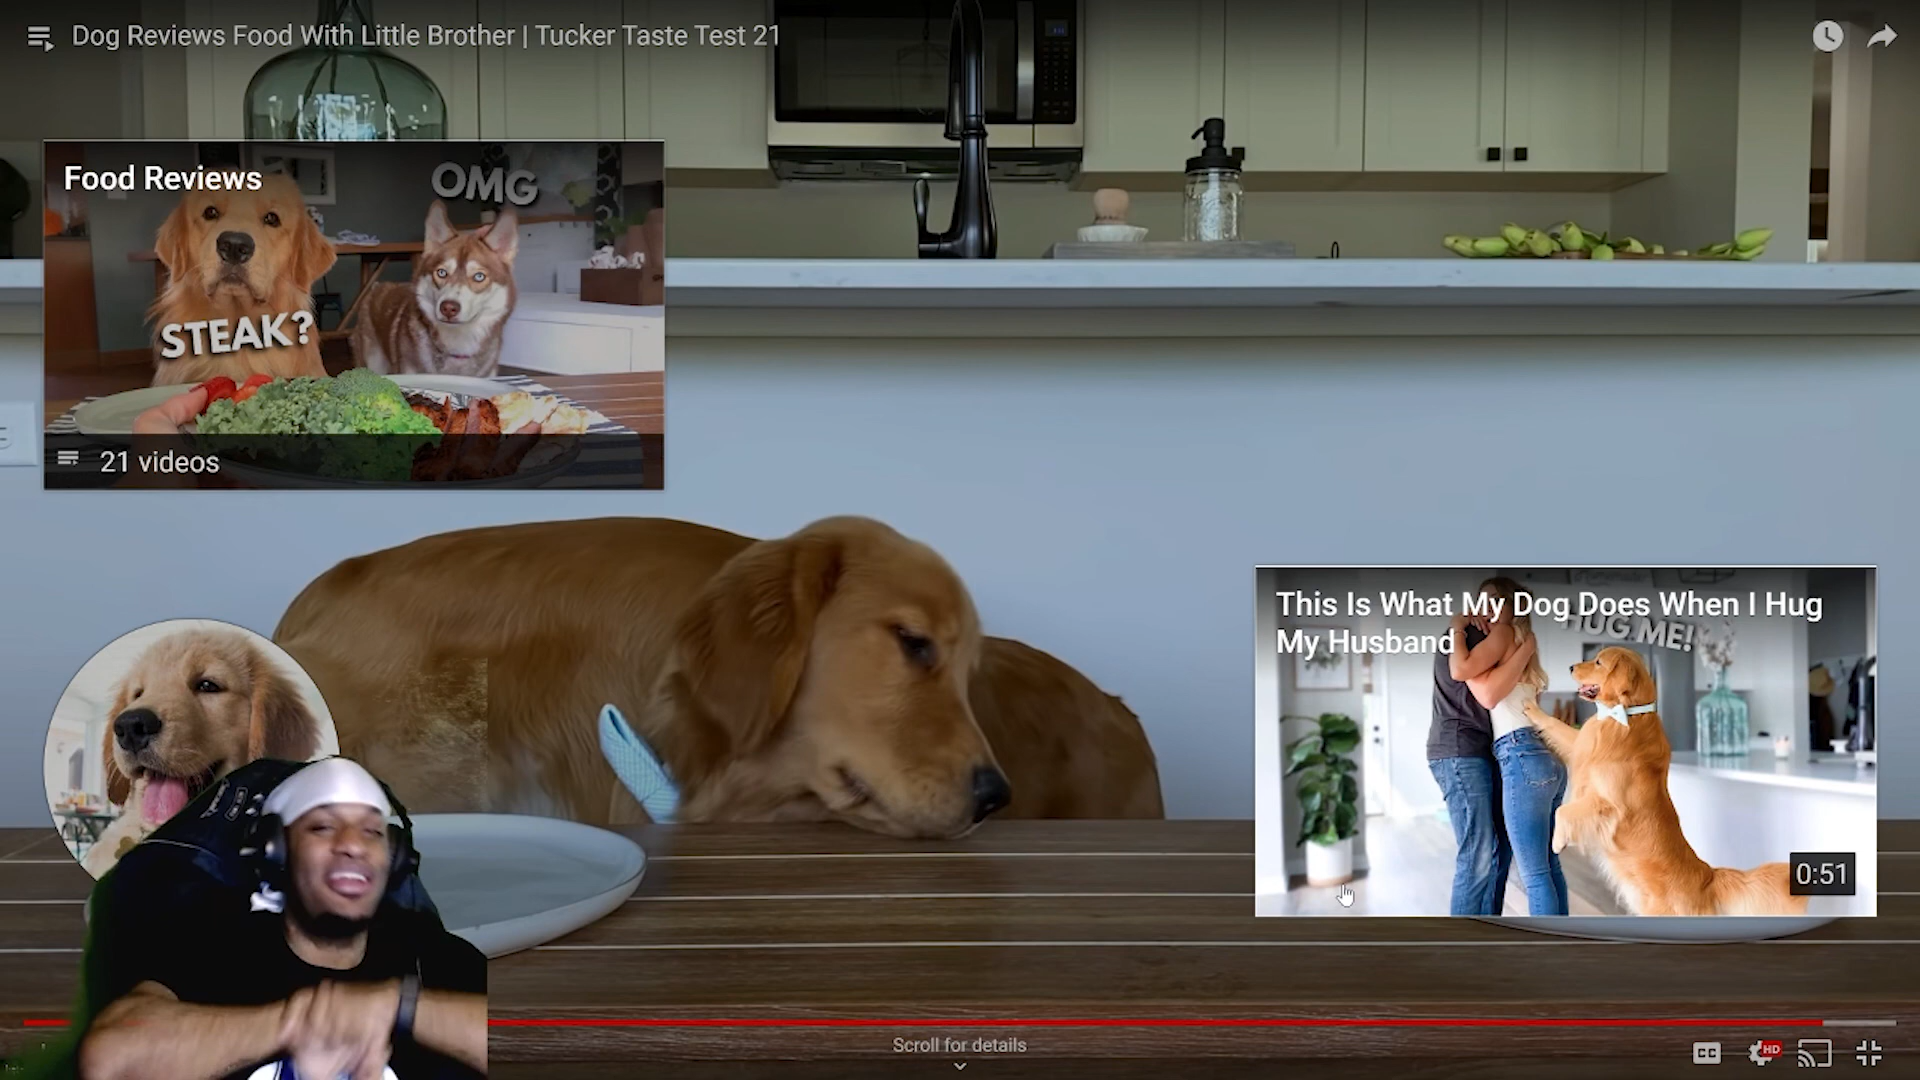 Dog Reviews Food With Little Brother | Tucker Taste Test 21
Food Reviews
OMG
STEAK?
21 videos
This Is What My Dog Does When I Hug
My Husband
HUG ME!
0:51
Scroll for details
CC
HD